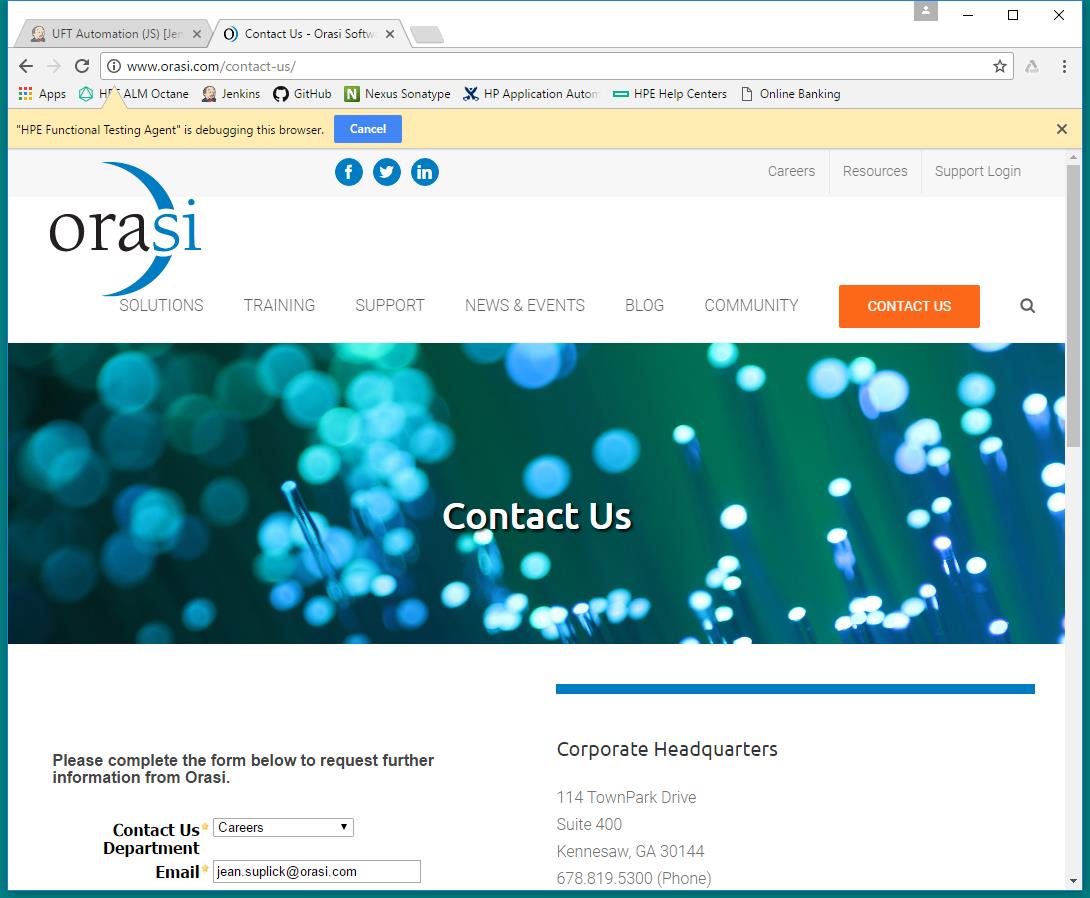 UFT Automation (JS) [Jen
Contact Us - Orasi Softw
www.orasi.com/contact-us/
Apps
ALM Octane
Jenkins
GitHub
Nexus Sonatype
HP Application Autom
HPE Help Centers
Online Banking
"HPE Functional Testing Agent" is debugging this browser.
Cancel
Careers
Resources
Support Login
orasi
SOLUTIONS
TRAINING
SUPPORT
NEWS & EVENTS
BLOG
COMMUNITY
CONTACT US
Contact Us
Please complete the form below to request further
information from Orasi.
Contact Us
Department
Careers
Email
jean.suplick@orasi.com
Corporate Headquarters
114 TownPark Drive
Suite 400
Kennesaw, GA 30144
678.819.5300 (Phone)